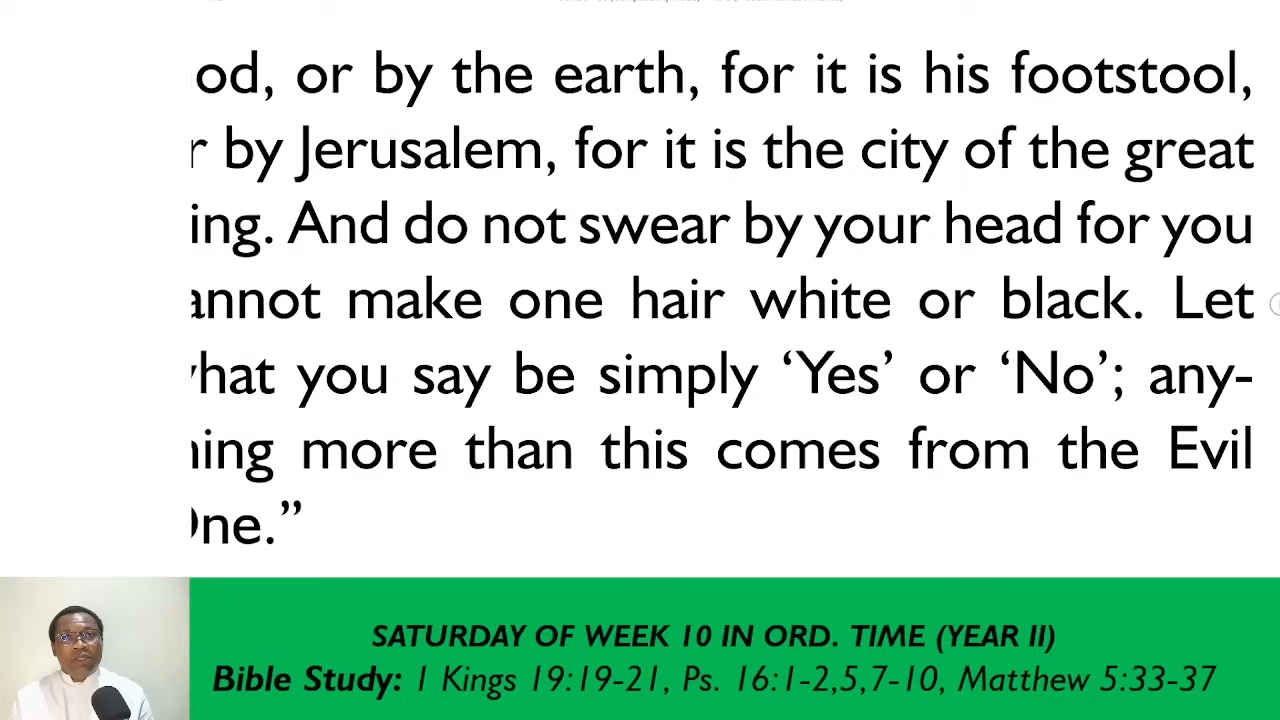 od, or by the earth, for it is his footstool,
r by Jerusalem, for it is the city of the great
ing. And do not swear by your head for you
annot make one hair white or black. Let
hat you say be simply ‘Yes’ or ‘No’; any-
ing more than this comes from the Evil
ne.”
SATURDAY OF WEEK 10 IN ORD. TIME (YEAR II)
Bible Study: 1 Kings 19:19-21, Ps. 16:1-2,5,7-10, Matthew 5:33-37